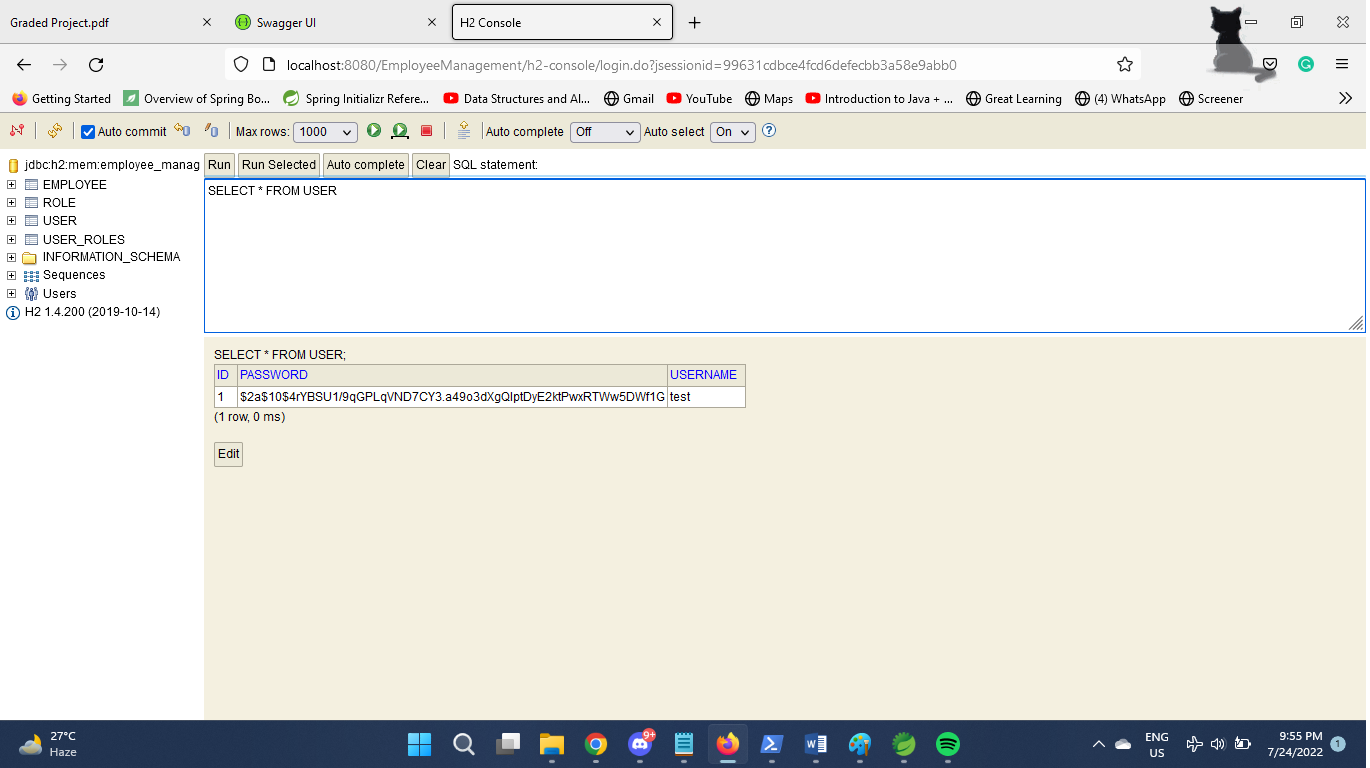 Graded Project.pdf
Swagger UI
H2 Console
localhost:8080/EmployeeManagement/h2-console/login.do?jsessionid=99631cdbce4fcd6defecbb3a58e9abb0
Getting Started Overview of Spring Bo... Spring Initializr Refere... Data Structures and Al... Gmail YouTube Maps Introduction to Java + ... Great Learning (4) WhatsApp Screener
Auto commit Max rows: 1000 Auto complete Off Auto select On
jdbc:h2:mem:employee_manag
EMPLOYEE
ROLE
USER
USER_ROLES
INFORMATION_SCHEMA
Sequences
Users
H2 1.4.200 (2019-10-14)
Run Run Selected Auto complete Clear SQL statement:
SELECT * FROM USER
SELECT * FROM USER;
ID PASSWORD USERNAME
1 $2a$10$4rYBSU1/9qGPLqVND7CY3.a49o3dXgQlptDyE2ktPwxRTWw5DWf1G test
(1 row, 0 ms)
Edit
27°C
Haze
9+
ENG
US
9:55 PM
7/24/2022
1